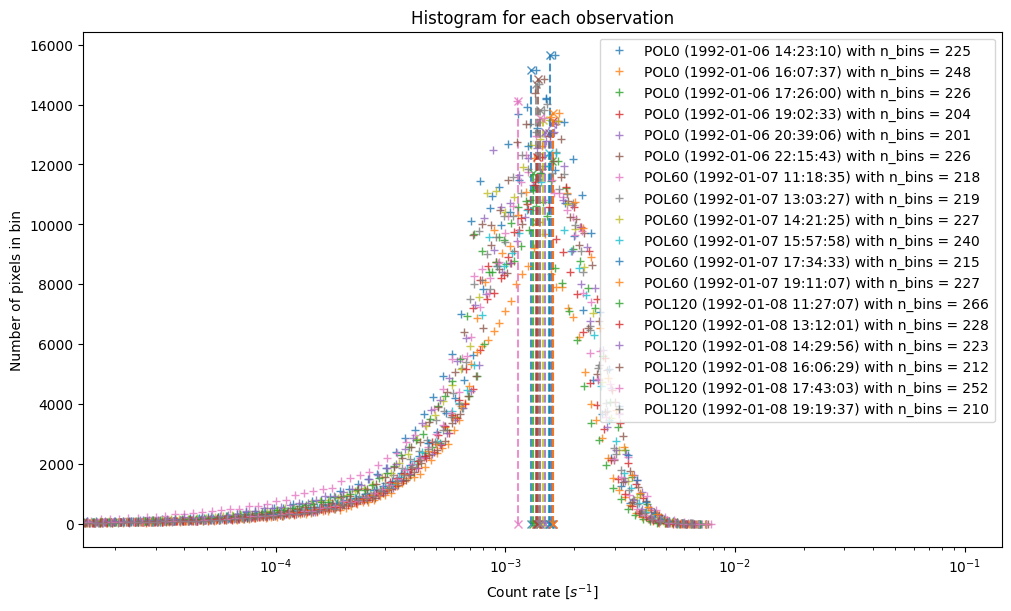 Histogram for each observation
16000
14000
12000
10000
8000
6000
4000
2000
0
Number of pixels in bin
POL0 (1992-01-06 14:23:10) with n_bins = 225
POL0 (1992-01-06 16:07:37) with n_bins = 248
POL0 (1992-01-06 17:26:00) with n_bins = 226
POL0 (1992-01-06 19:02:33) with n_bins = 204
POL0 (1992-01-06 20:39:06) with n_bins = 201
POL0 (1992-01-06 22:15:43) with n_bins = 226
POL60 (1992-01-07 11:18:35) with n_bins = 218
POL60 (1992-01-07 13:03:27) with n_bins = 219
POL60 (1992-01-07 14:21:25) with n_bins = 227
POL60 (1992-01-07 15:57:58) with n_bins = 240
POL60 (1992-01-07 17:34:33) with n_bins = 215
POL60 (1992-01-07 19:11:07) with n_bins = 227
POL120 (1992-01-08 11:27:07) with n_bins = 266
POL120 (1992-01-08 13:12:01) with n_bins = 228
POL120 (1992-01-08 14:29:56) with n_bins = 223
POL120 (1992-01-08 16:06:29) with n_bins = 212
POL120 (1992-01-08 17:43:03) with n_bins = 252
POL120 (1992-01-08 19:19:37) with n_bins = 210
10⁻⁴ 10⁻³ 10⁻² 10⁻¹
Count rate [s⁻¹]